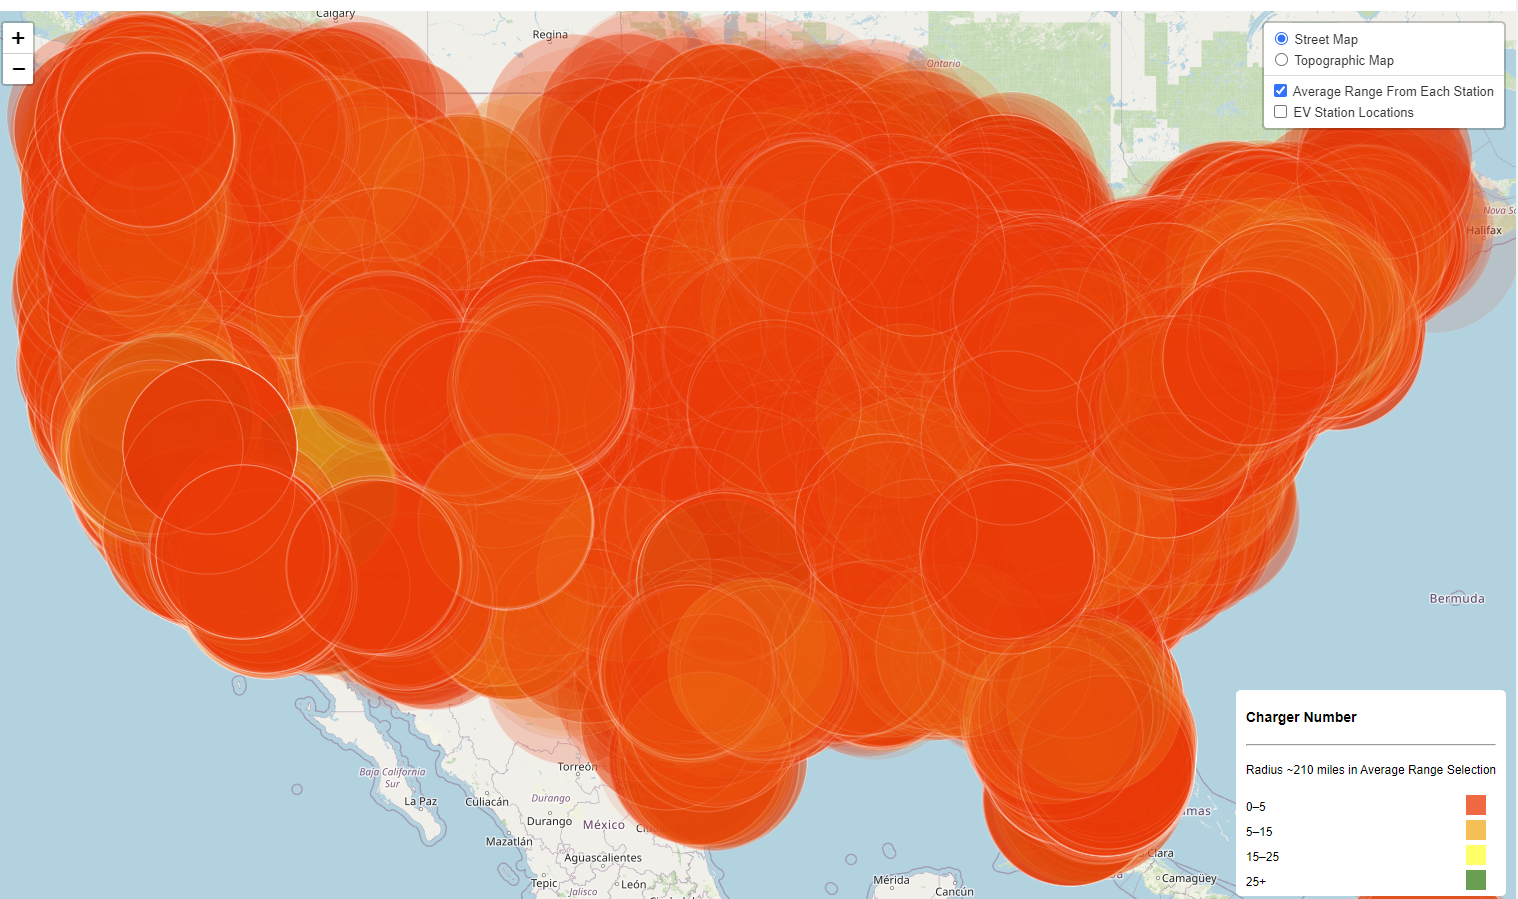 Calgary
Regina
Ontario
+
−
Street Map
Topographic Map
Average Range From Each Station
EV Station Locations
Nova Sc
Halifax
Bermuda
Charger Number
Radius ~210 miles in Average Range Selection
0–5
5–15
15–25
25+
Torreón
Baja California
Sur
La Paz
Culiacán
Durango
Durango
México
Mazatlán
Aguascalientes
Tepic
Jalisco
León
Mérida
Cancún
Clara
Camagüey